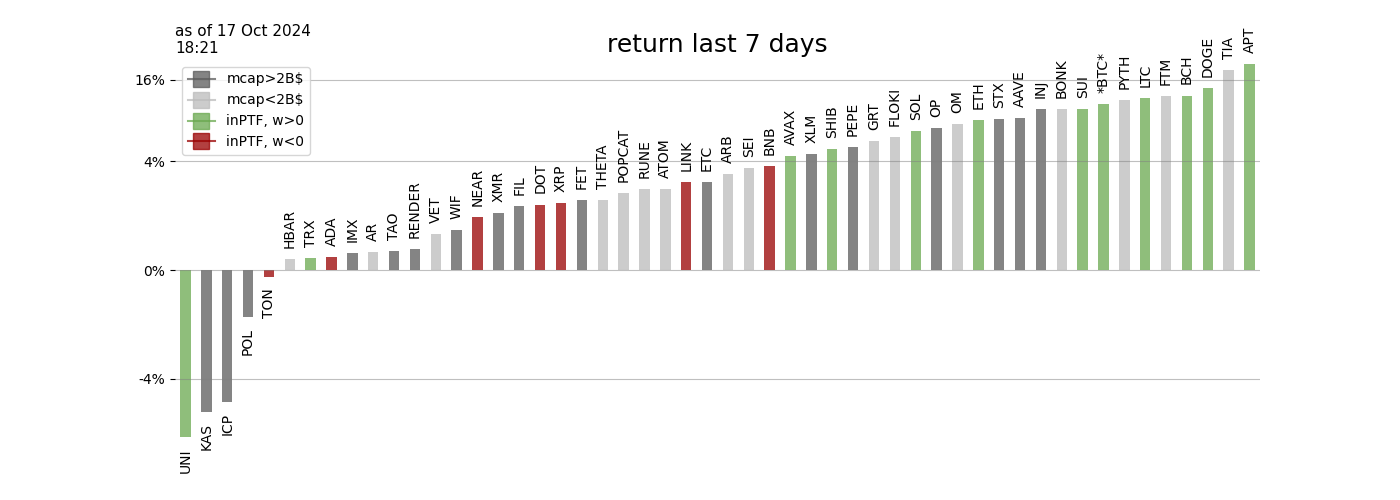 as of 17 Oct 2024
18:21
return last 7 days
mcap>2B$
mcap<2B$
inPTF, w>0
inPTF, w<0
16%
4%
0%
-4%
UNI
KAS
ICP
POL
TON
HBAR
TRX
ADA
IMX
AR
TAO
RENDER
VET
WIF
NEAR
XMR
FIL
DOT
XRP
FET
THETA
POPCAT
RUNE
ATOM
LINK
ETC
ARB
SEI
BNB
AVAX
XLM
SHIB
PEPE
GRT
FLOKI
SOL
OP
OM
ETH
STX
AAVE
INJ
BONK
SUI
*BTC*
PYTH
LTC
FTM
BCH
DOGE
TIA
APT